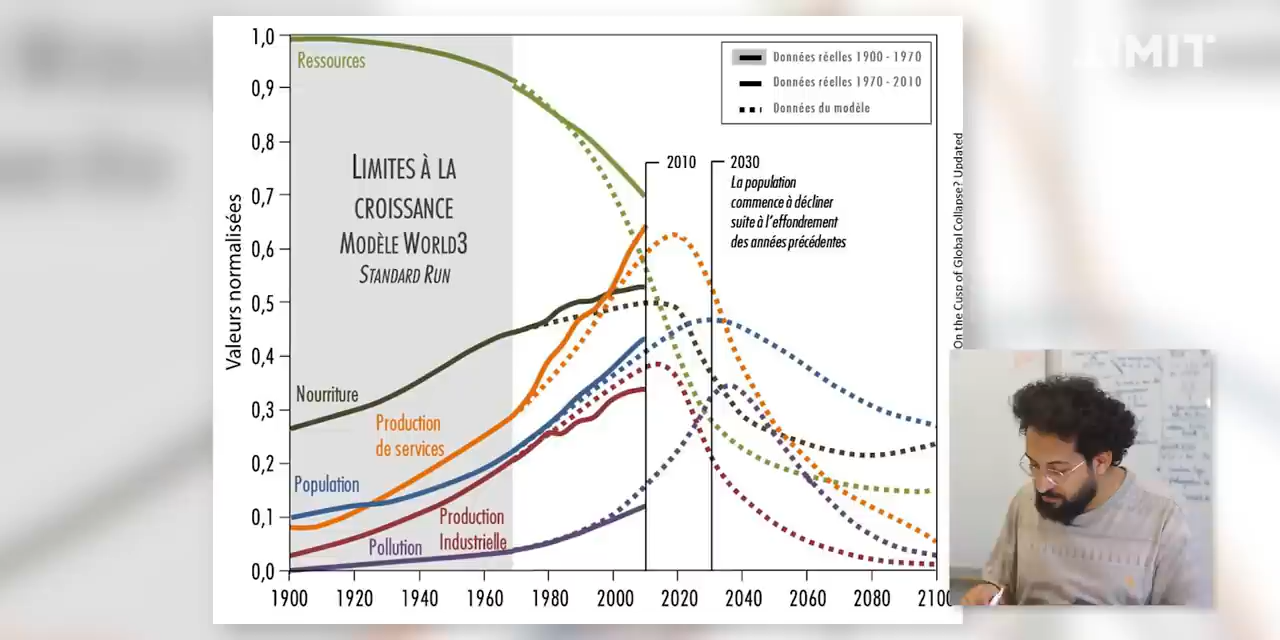 LIMIT
1,0
0,9
0,8
0,7
0,6
0,5
0,4
0,3
0,2
0,1
0,0
Valeurs normalisées
Ressources
LIMITES À LA
CROISSANCE
MODÈLE WORLD3
STANDARD RUN
Nourriture
Production
de services
Population
Production
Industrielle
Pollution
Données réelles 1900 - 1970
Données réelles 1970 - 2010
Données du modèle
2010
2030
La population
commence à décliner
suite à l'effondrement
des années précédentes
On the Cusp of Global Collapse? Updated
1900
1920
1940
1960
1980
2000
2020
2040
2060
2080
2100